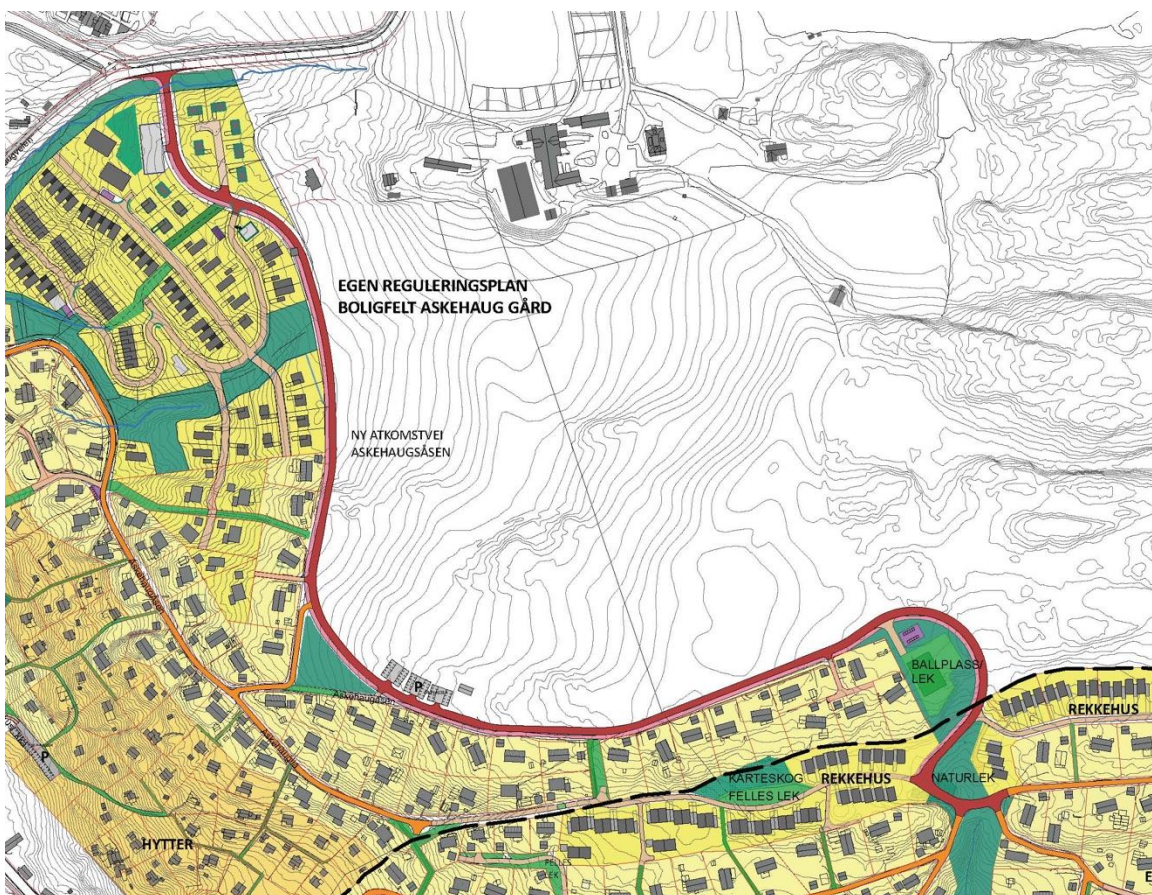 EGEN REGULERINGSPLAN
BOLIGFELT ASKEHAUG GÅRD
NY ATKOMSTVEI
ASKEHAUGSÅSEN
BALLPLASS/
LEK
REKKEHUS
P
Askehaugåsen
KARTESKOG
FELLES LEK
REKKEHUS
NATURLEK
P
HYTTER
FELLES
LEK
E